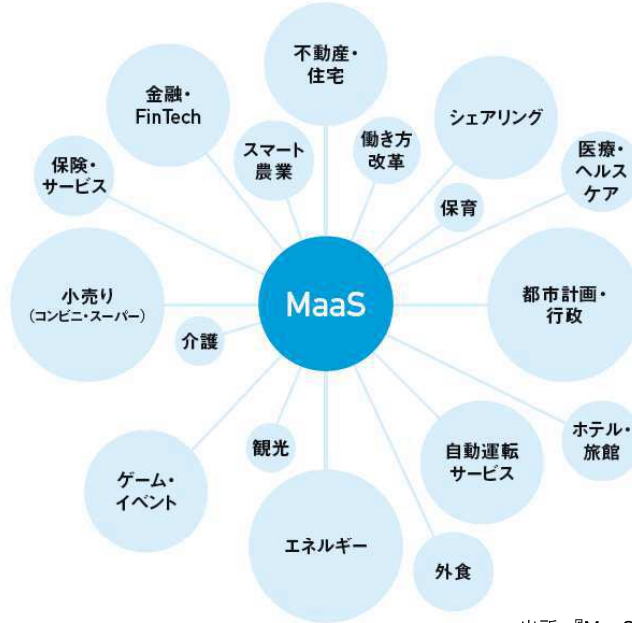 不動産・
住宅
金融・
FinTech
シェアリング
スマート
農業
働き方
改革
医療・
ヘルス
ケア
保険・
サービス
保育
MaaS
小売り
（コンビニ・スーパー）
都市計画・
行政
介護
観光
自動運転
サービス
ホテル・
旅館
ゲーム・
イベント
エネルギー
外食